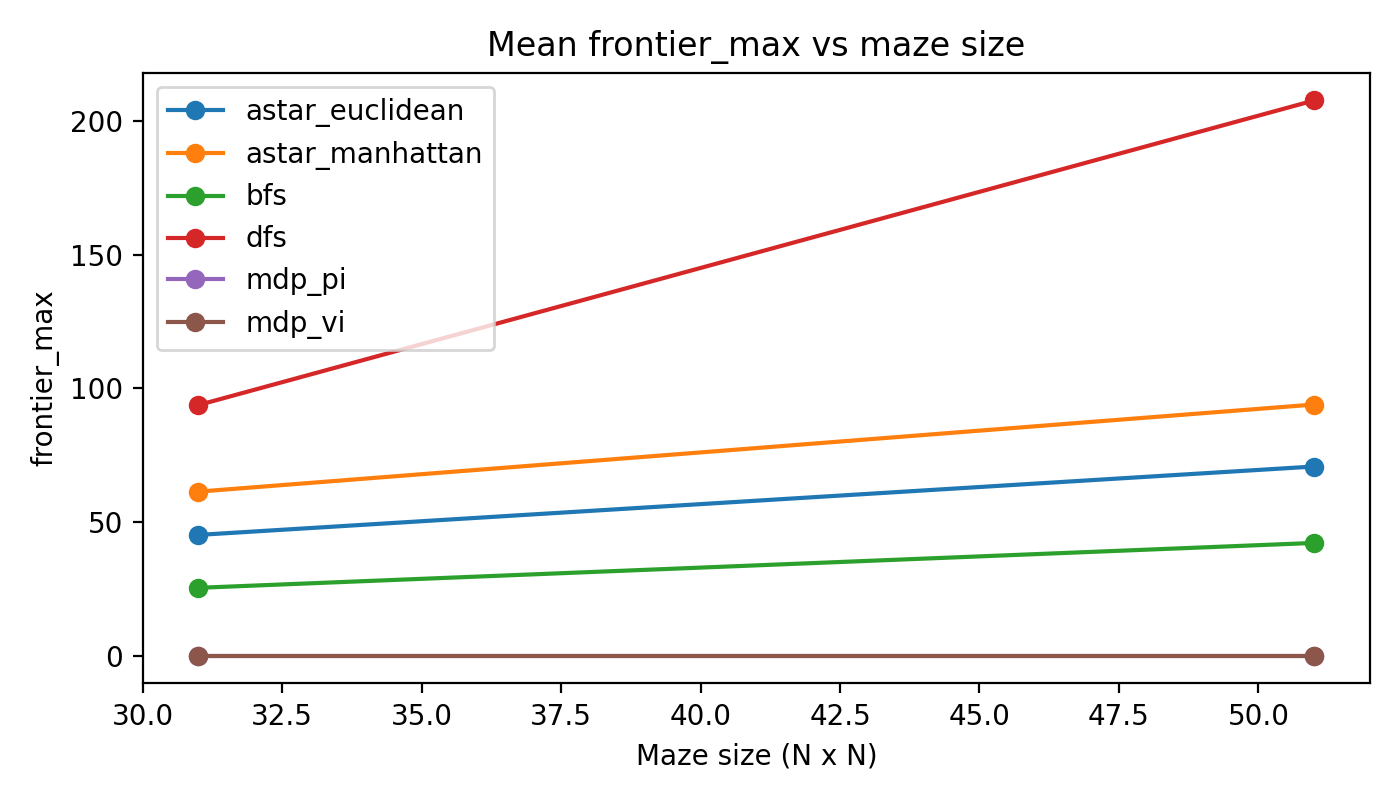 Mean frontier_max vs maze size
astar_euclidean
astar_manhattan
bfs
dfs
mdp_pi
mdp_vi
frontier_max
200
150
100
50
0
30.0 32.5 35.0 37.5 40.0 42.5 45.0 47.5 50.0
Maze size (N x N)